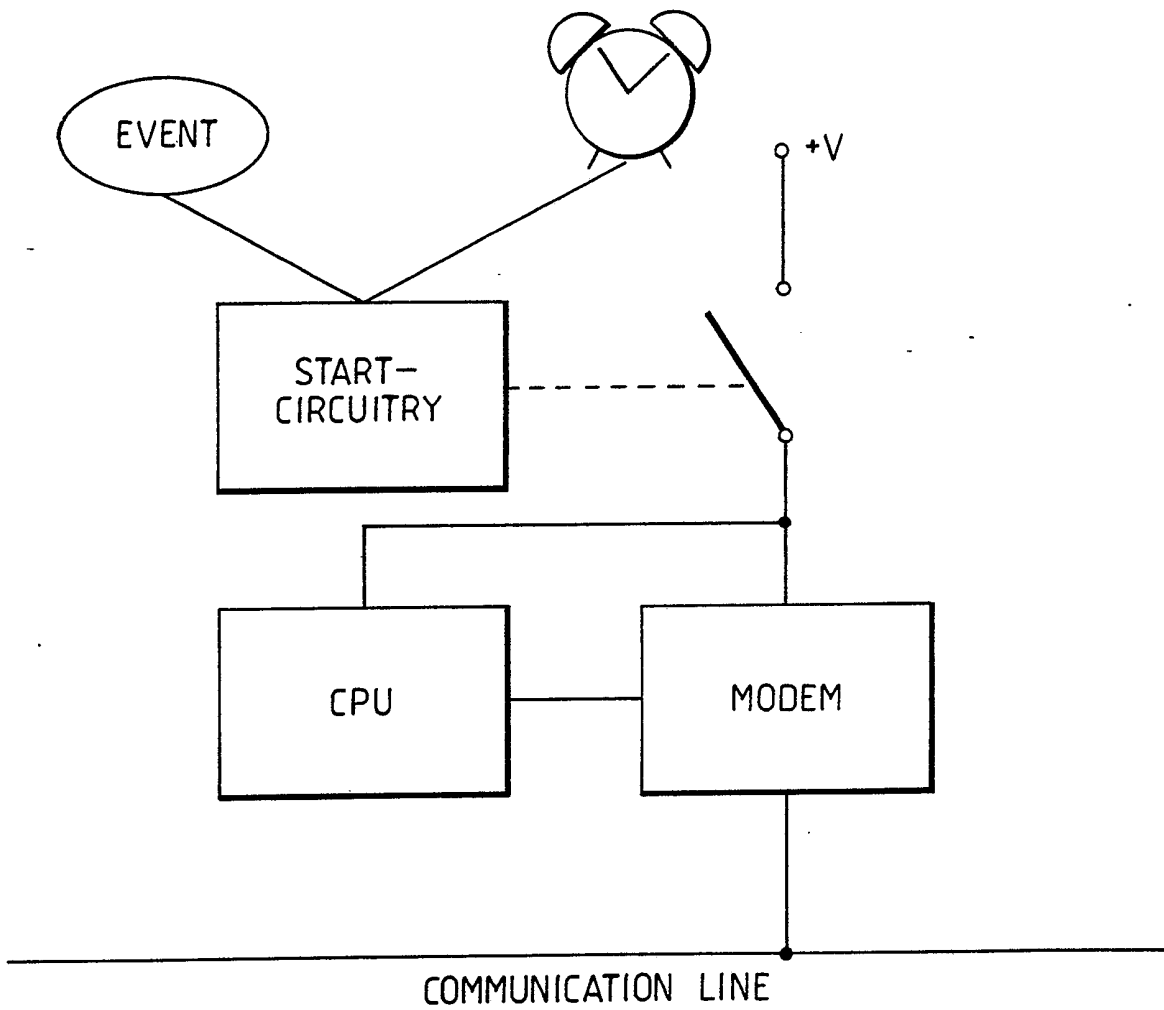 EVENT
+V
START-
CIRCUITRY
CPU
MODEM
COMMUNICATION LINE